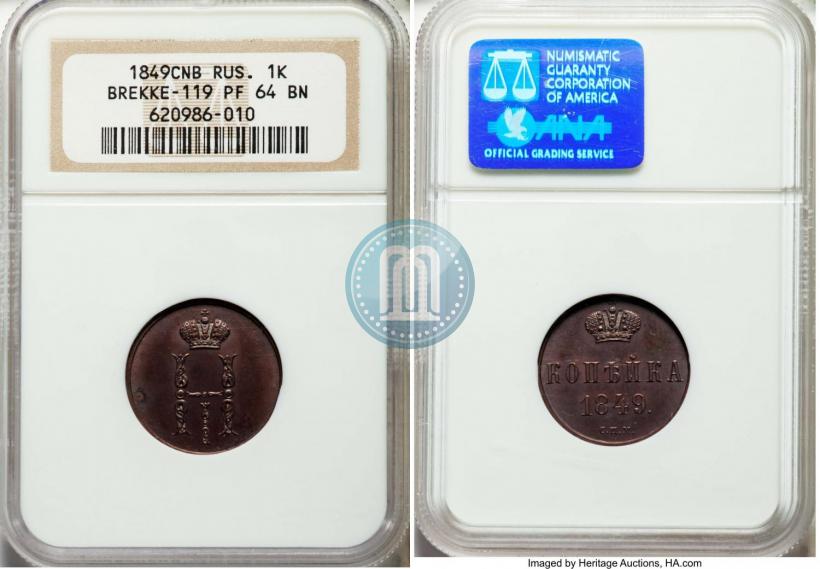 1849CNB RUS. 1K
BREKKE-119 PF 64 BN
620986-010
NUMISMATIC
GUARANTY
CORPORATION
OF AMERICA
ANA
OFFICIAL GRADING SERVICE
КОПѢЙКА
1849.
С.П.М.
Imaged by Heritage Auctions, HA.com